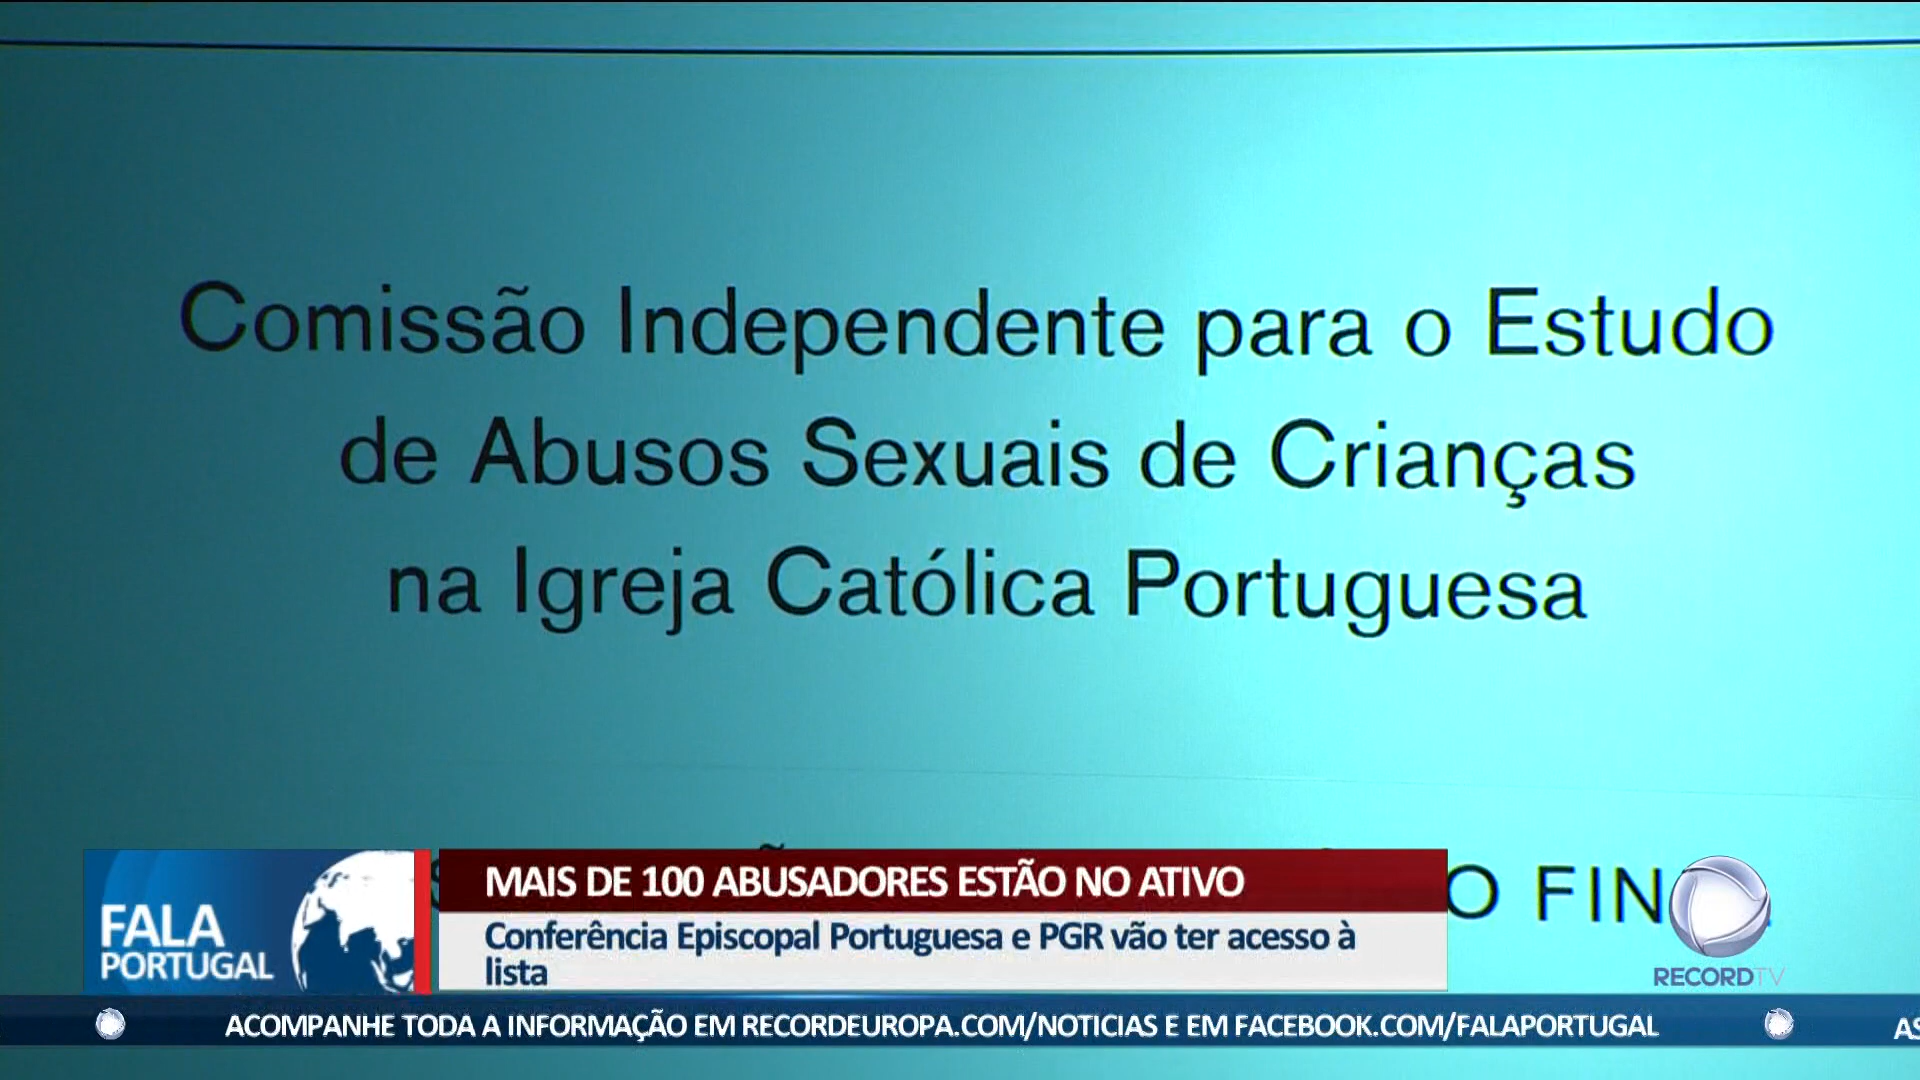 Comissão Independente para o Estudo
de Abusos Sexuais de Crianças
na Igreja Católica Portuguesa
O FIN
FALA
PORTUGAL
MAIS DE 100 ABUSADORES ESTÃO NO ATIVO
Conferência Episcopal Portuguesa e PGR vão ter acesso à
lista
RECORDTV
ACOMPANHE TODA A INFORMAÇÃO EM RECORDEUROPA.COM/NOTICIAS E EM FACEBOOK.COM/FALAPORTUGAL
AS